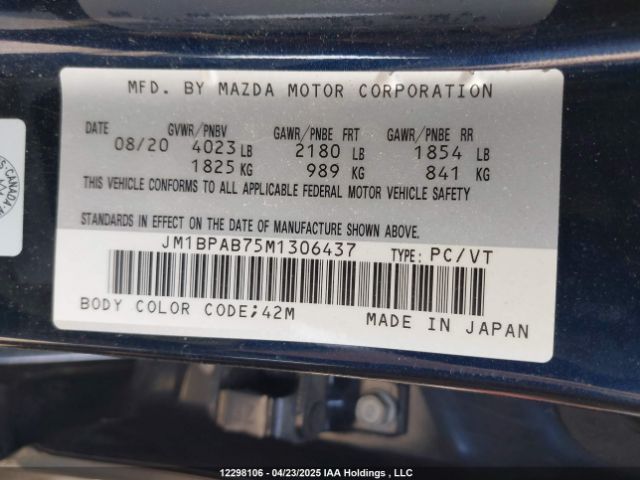 MFD. BY MAZDA MOTOR CORPORATION
DATE GVWR/PNBV GAWR/PNBE FRT GAWR/PNBE RR
08/20 4023 LB 2180 LB 1854 LB
1825 KG 989 KG 841 KG
THIS VEHICLE CONFORMS TO ALL APPLICABLE FEDERAL MOTOR VEHICLE SAFETY
STANDARDS IN EFFECT ON THE DATE OF MANUFACTURE SHOWN ABOVE.
JM1BPAB75M1306437 TYPE: PC/VT
BODY COLOR CODE;42M MADE IN JAPAN
CANADA
12298106 - 04/23/2025 IAA Holdings , LLC